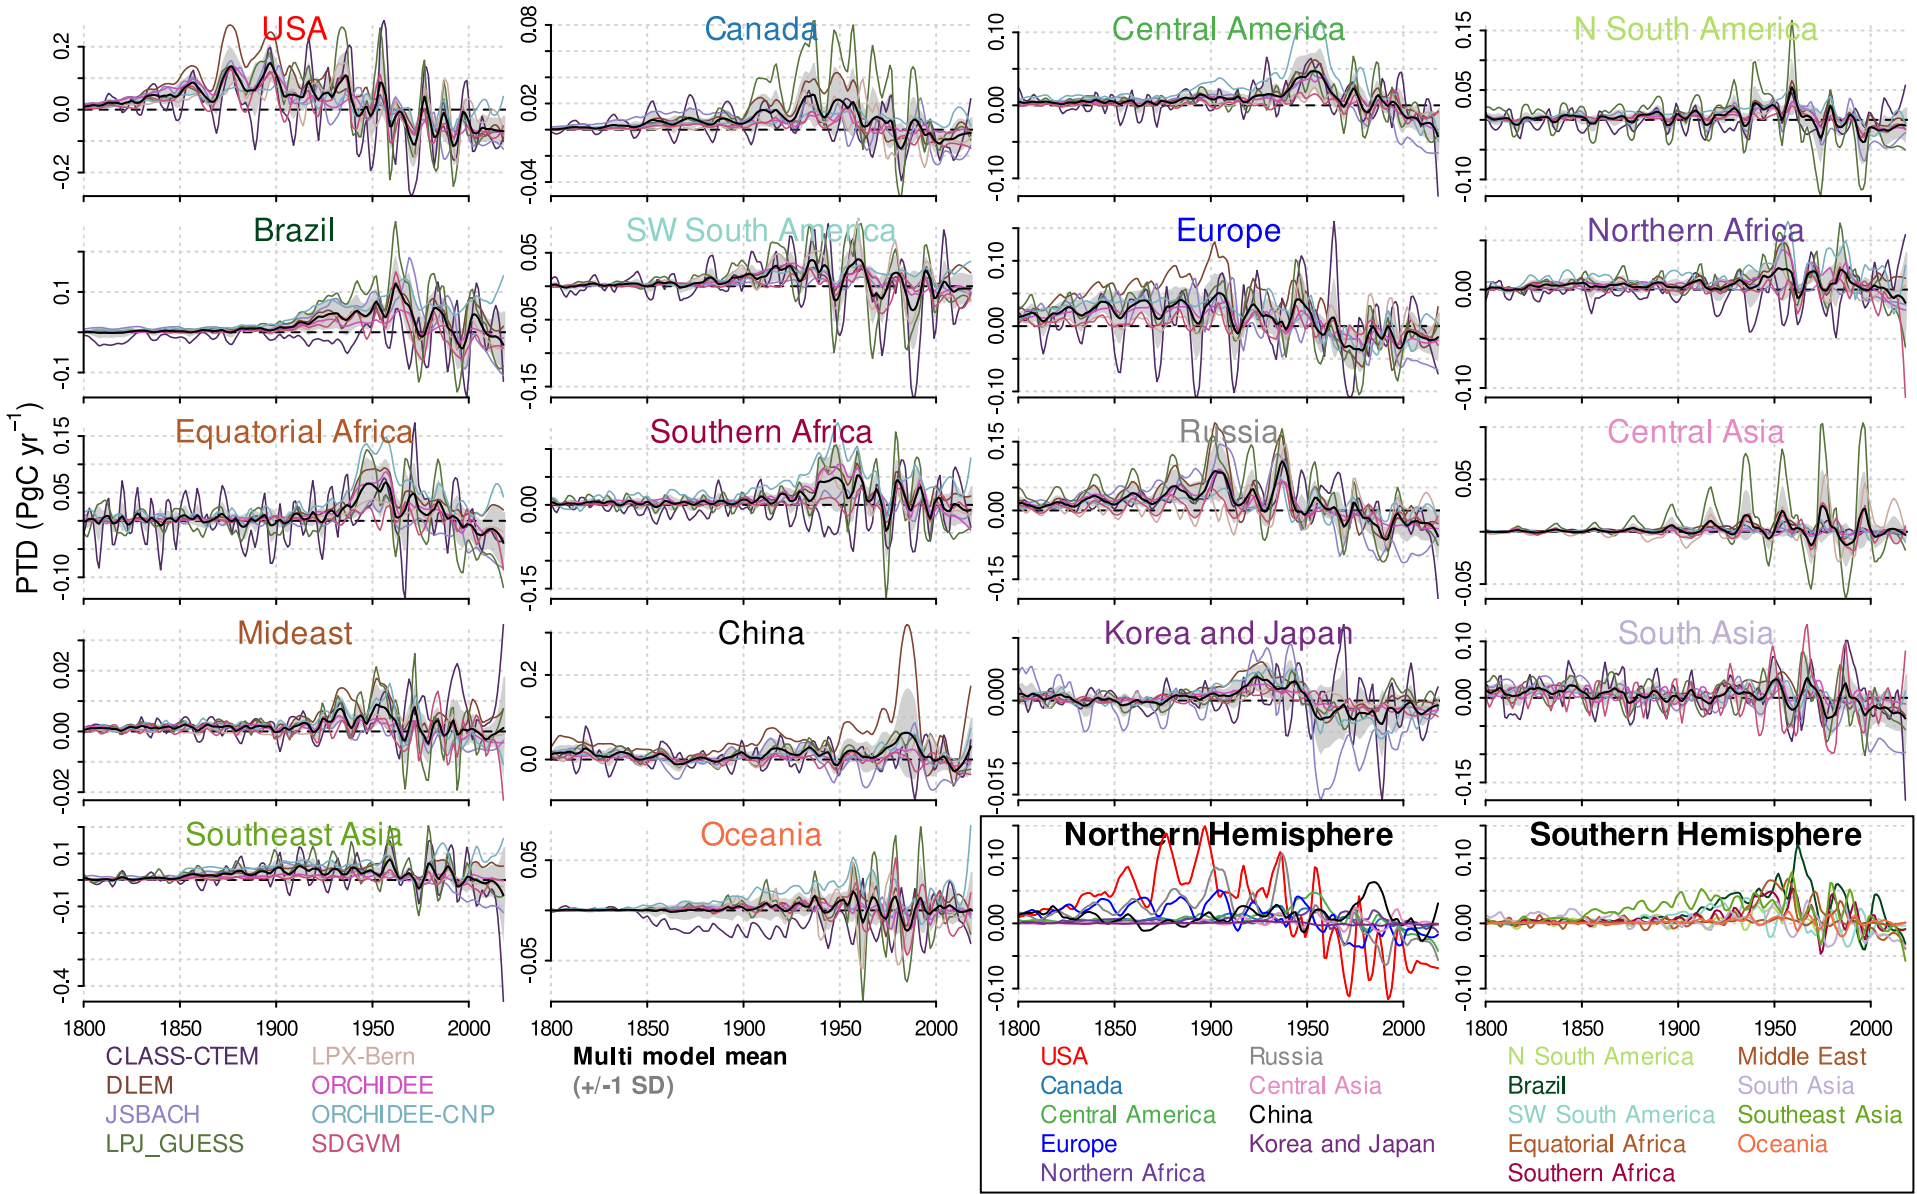 USA
Canada
Central America
N South America
0.2
0.0
-0.2
0.08
0.02
-0.04
0.10
0.00
-0.10
0.15
0.05
-0.10
Brazil
SW South America
Europe
Northern Africa
0.1
-0.1
0.05
-0.05
-0.15
0.10
0.00
-0.10
0.00
-0.10
PTD (PgC yr⁻¹)
Equatorial Africa
Southern Africa
Russia
Central Asia
0.15
0.05
-0.10
0.00
-0.15
0.15
0.00
-0.15
0.05
-0.05
Mideast
China
Korea and Japan
South Asia
0.02
0.00
-0.02
0.2
0.0
0.000
-0.015
0.10
0.00
-0.15
Southeast Asia
Oceania
Northern Hemisphere
Southern Hemisphere
0.1
-0.1
-0.4
0.05
-0.05
0.10
0.00
-0.10
0.10
0.00
-0.10
1800 1850 1900 1950 2000
1800 1850 1900 1950 2000
1800 1850 1900 1950 2000
1800 1850 1900 1950 2000
CLASS-CTEM
DLEM
JSBACH
LPJ_GUESS
LPX-Bern
ORCHIDEE
ORCHIDEE-CNP
SDGVM
Multi model mean
(+/-1 SD)
USA
Canada
Central America
Europe
Northern Africa
Russia
Central Asia
China
Korea and Japan
N South America
Brazil
SW South America
Equatorial Africa
Southern Africa
Middle East
South Asia
Southeast Asia
Oceania